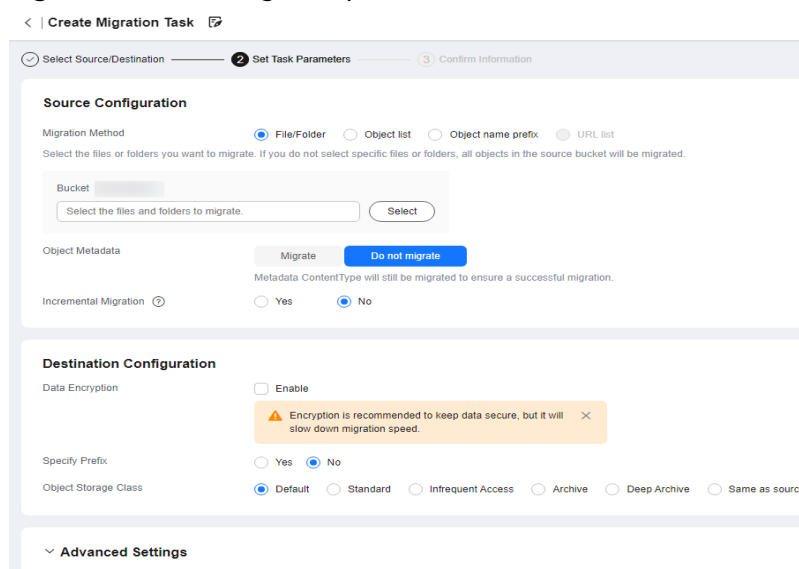 Create Migration Task
Select Source/Destination 2 Set Task Parameters 3 Confirm Information
Source Configuration
Migration Method File/Folder Object list Object name prefix URL list
Select the files or folders you want to migrate. If you do not select specific files or folders, all objects in the source bucket will be migrated.
Bucket
Select the files and folders to migrate. Select
Object Metadata Migrate Do not migrate
Metadata ContentType will still be migrated to ensure a successful migration.
Incremental Migration ? Yes No
Destination Configuration
Data Encryption Enable
Encryption is recommended to keep data secure, but it will
slow down migration speed.
Specify Prefix Yes No
Object Storage Class Default Standard Infrequent Access Archive Deep Archive Same as sourc
Advanced Settings